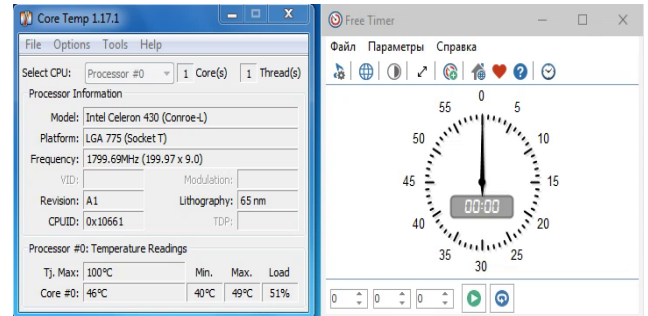 Core Temp 1.17.1
File Options Tools Help
Select CPU: Processor #0 1 Core(s) 1 Thread(s)
Processor Information
Model: Intel Celeron 430 (Conroe-L)
Platform: LGA 775 (Socket T)
Frequency: 1799.69MHz (199.97 x 9.0)
VID: Modulation:
Revision: A1 Lithography: 65 nm
CPUID: 0x10661 TDP:
Processor #0: Temperature Readings
Tj. Max: 100°C Min. Max. Load
Core #0: 46°C 40°C 49°C 51%
Free Timer
Файл Параметры Справка
0
55 5
50 10
45 15
00:00
40 20
35 25
30
0 0 0